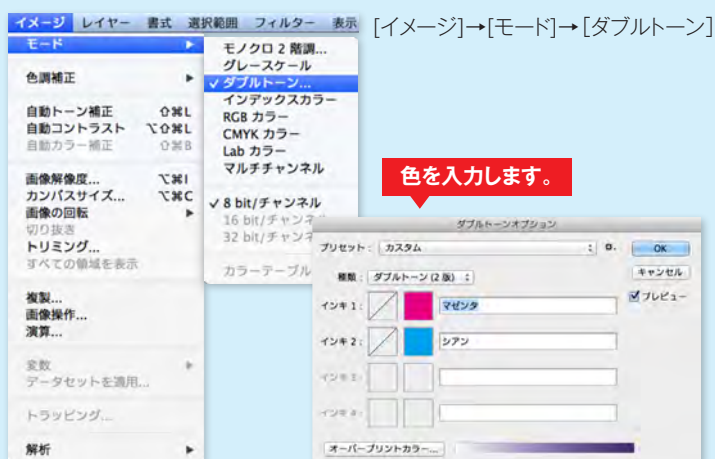 イメージ レイヤー 書式 選択範囲 フィルター 表示
[イメージ]→[モード]→[ダブルトーン]
モード
色調補正
自動トーン補正 ⇧⌘L
自動コントラスト ⌥⇧⌘L
自動カラー補正 ⇧⌘B
画像解像度... ⌥⌘I
カンバスサイズ... ⌥⌘C
画像の回転
切り抜き
トリミング...
すべての領域を表示
複製...
画像操作...
演算...
変数
データセットを適用...
トラッピング...
解析
モノクロ 2 階調...
グレースケール
✓ ダブルトーン...
インデックスカラー
RGB カラー
CMYK カラー
Lab カラー
マルチチャンネル
✓ 8 bit/チャンネル
16 bit/チャンネ
32 bit/チャンネ
カラーテーブル
色を入力します。
ダブルトーンオプション
プリセット： カスタム
OK
キャンセル
種類： ダブルトーン (2 版)
プレビュー
インキ 1： マゼンタ
インキ 2： シアン
インキ 3：
インキ 4：
オーバープリントカラー...